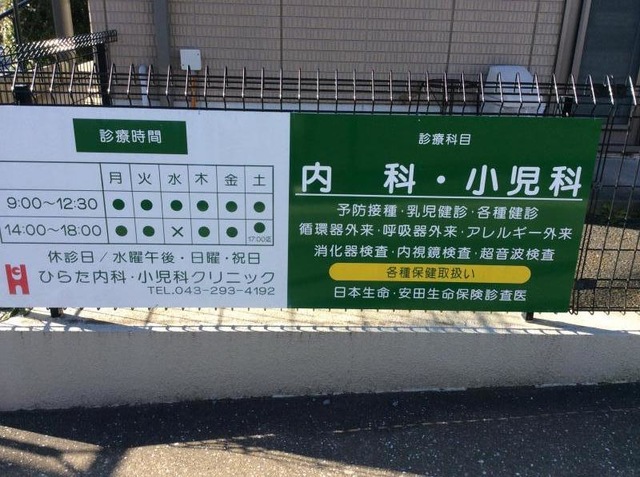 診療時間
月 火 水 木 金 土
9:00〜12:30 ● ● ● ● ● ●
14:00〜18:00 ● ● × ● ● ●
17:00迄
休診日/水曜午後・日曜・祝日
ひらた内科・小児科クリニック
TEL.043-293-4192
診療科目
内 科・小児科
予防接種・乳児健診・各種健診
循環器外来・呼吸器外来・アレルギー外来
消化器検査・内視鏡検査・超音波検査
各種保健取扱い
日本生命・安田生命保険診査医